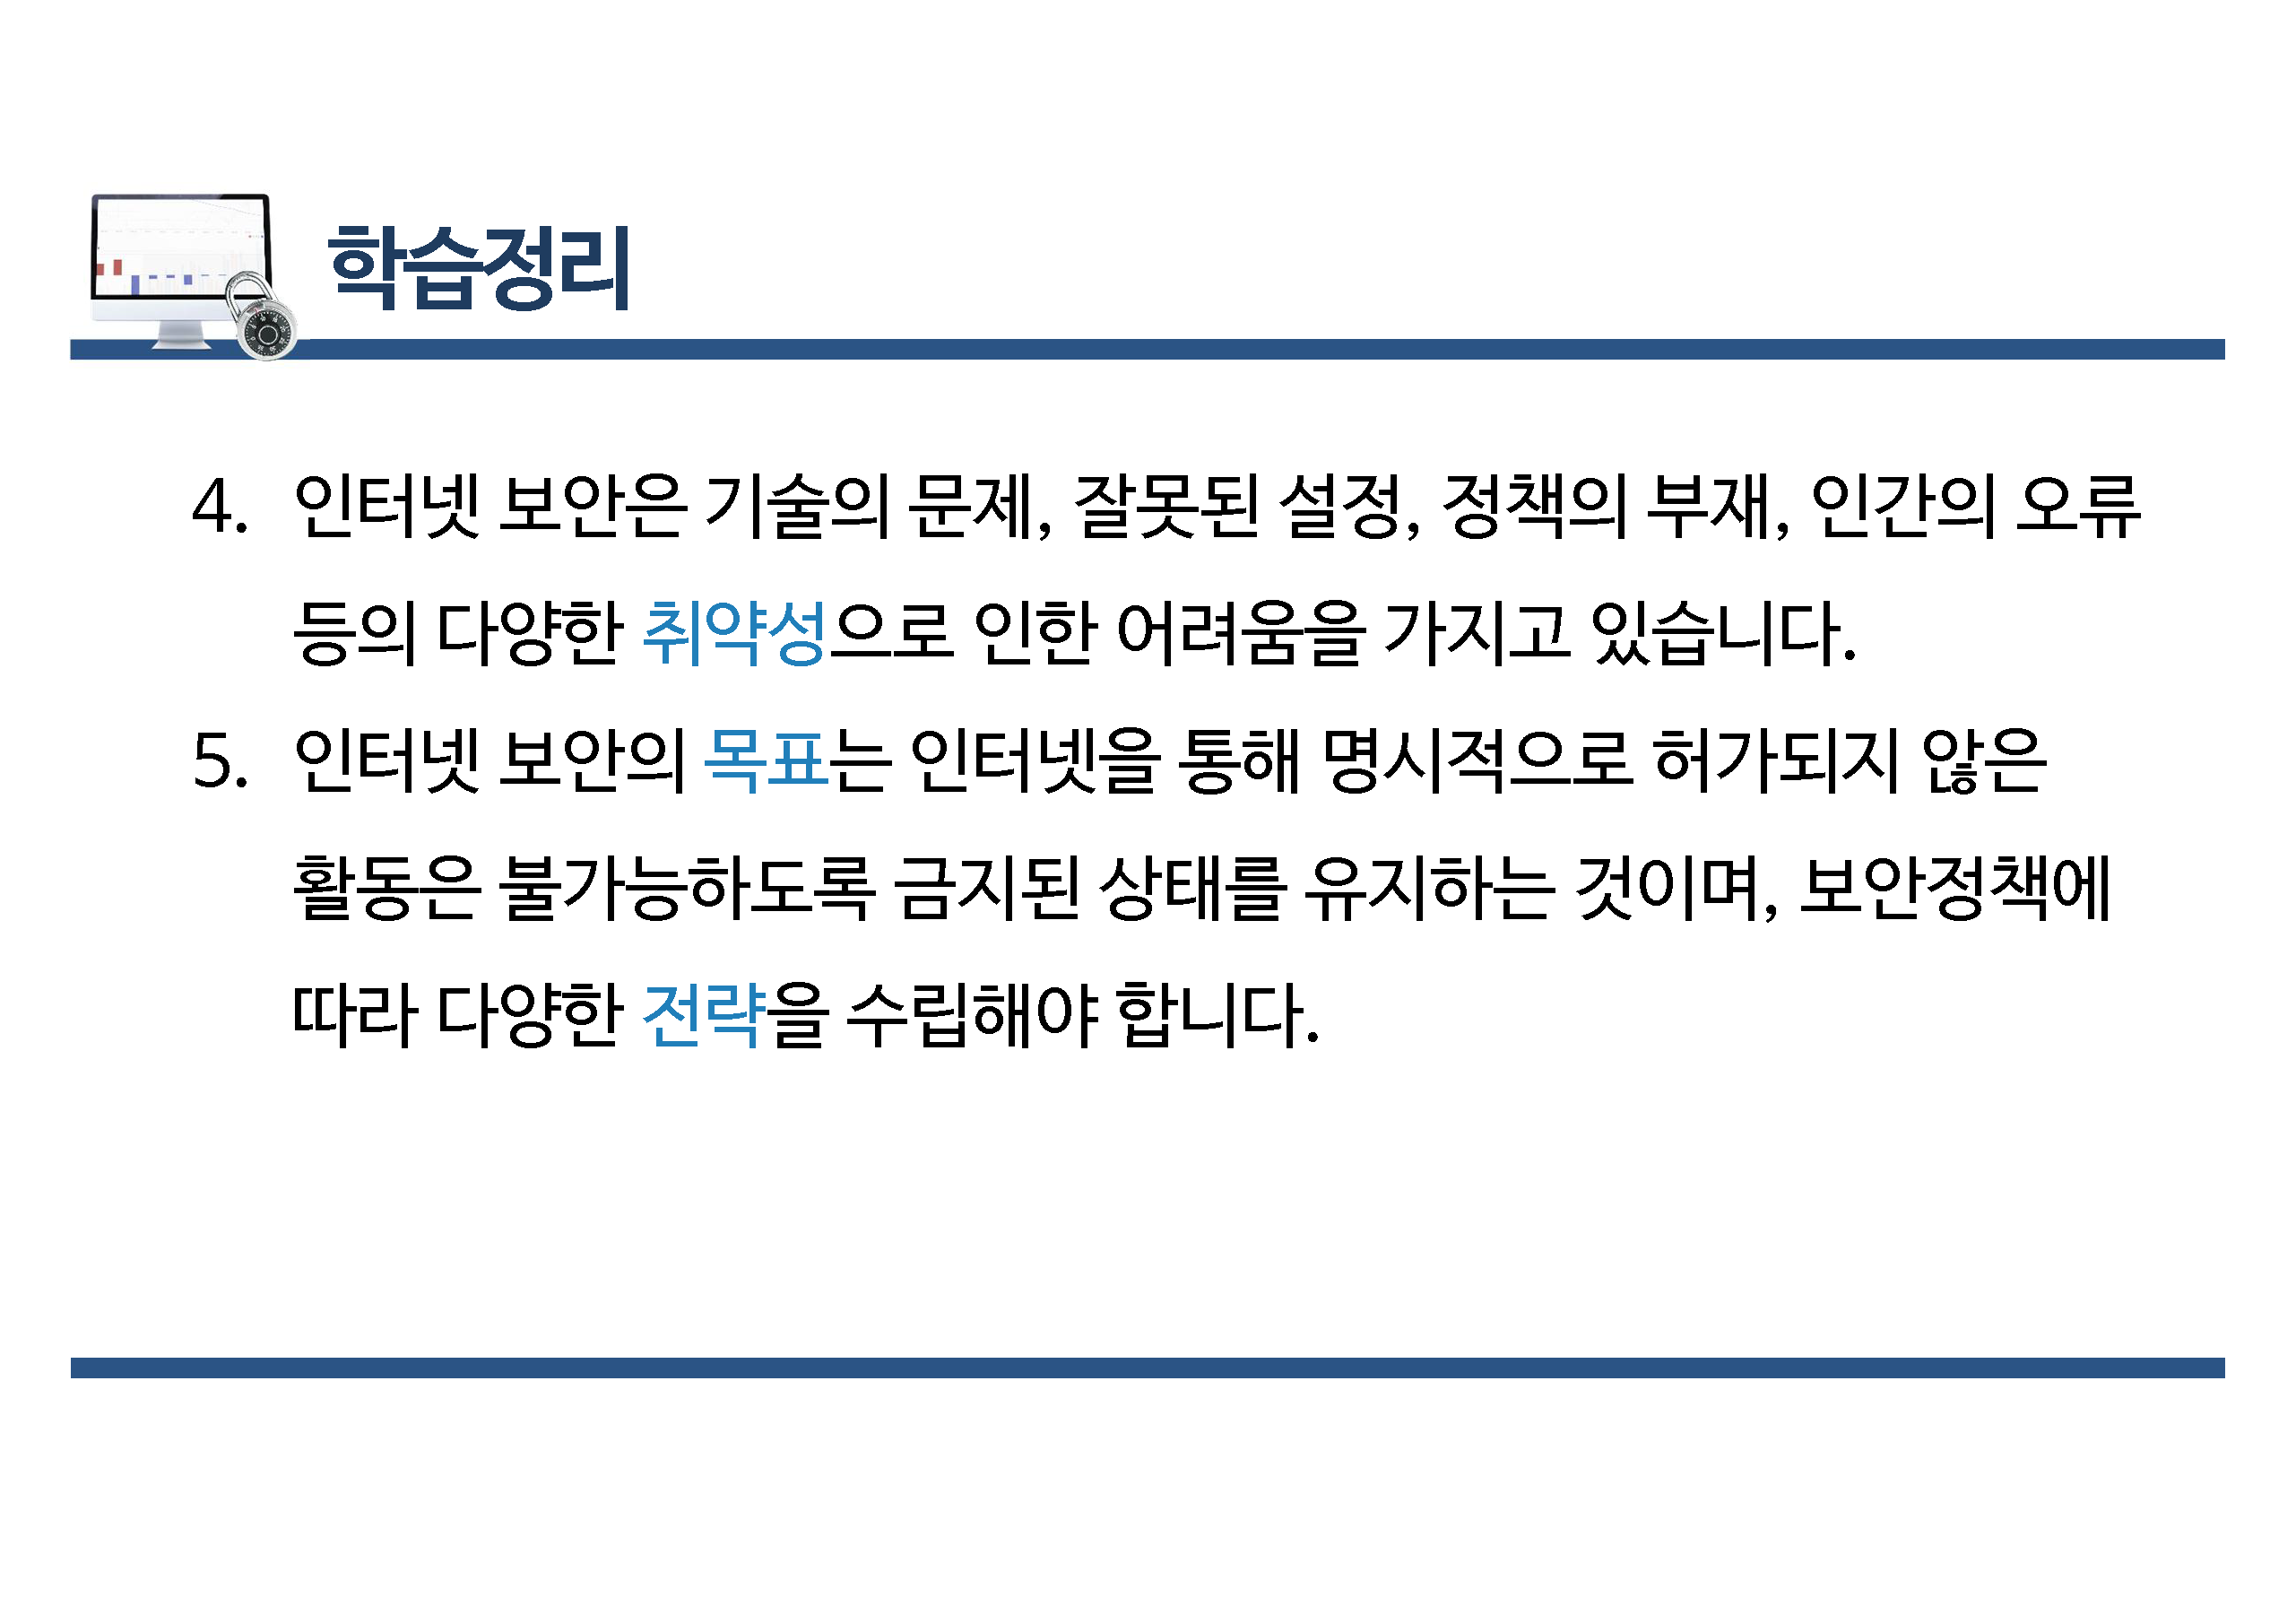 학습정리
4. 인터넷 보안은 기술의 문제, 잘못된 설정, 정책의 부재, 인간의 오류
등의 다양한 취약성으로 인한 어려움을 가지고 있습니다.
5. 인터넷 보안의 목표는 인터넷을 통해 명시적으로 허가되지 않은
활동은 불가능하도록 금지된 상태를 유지하는 것이며, 보안정책에
따라 다양한 전략을 수립해야 합니다.